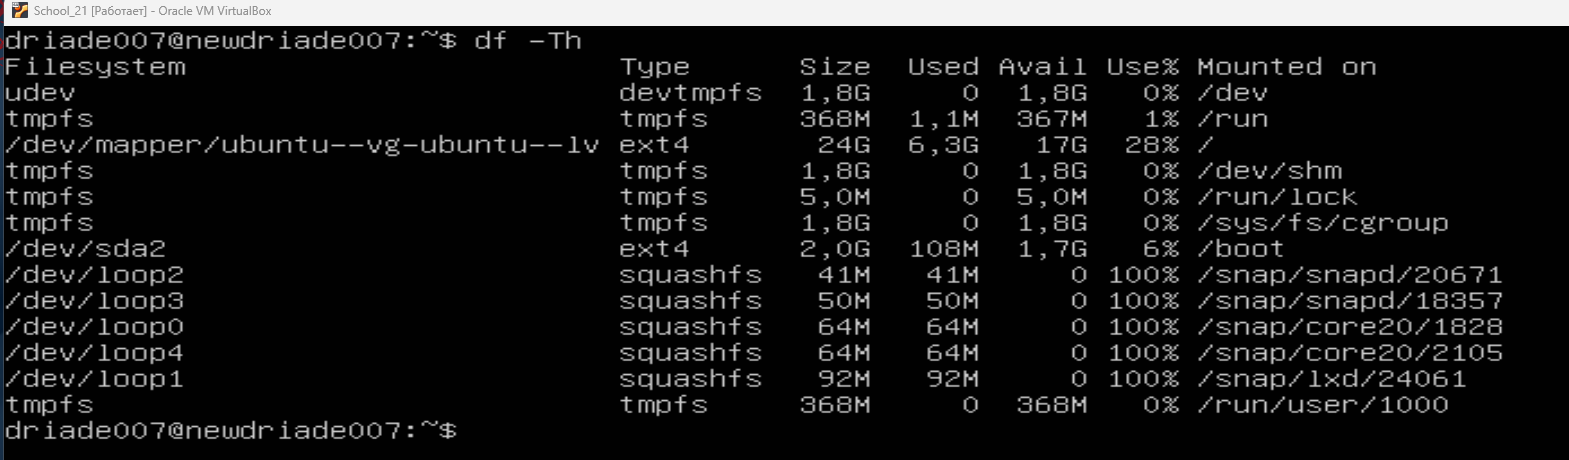 School_21 [Работает] - Oracle VM VirtualBox
driade007@newdriade007:~$ df -Th
Filesystem                        Type      Size  Used Avail Use% Mounted on
udev                              devtmpfs  1,8G     0  1,8G   0% /dev
tmpfs                             tmpfs     368M  1,1M  367M   1% /run
/dev/mapper/ubuntu--vg-ubuntu--lv ext4       24G  6,3G   17G  28% /
tmpfs                             tmpfs     1,8G     0  1,8G   0% /dev/shm
tmpfs                             tmpfs     5,0M     0  5,0M   0% /run/lock
tmpfs                             tmpfs     1,8G     0  1,8G   0% /sys/fs/cgroup
/dev/sda2                         ext4      2,0G  108M  1,7G   6% /boot
/dev/loop2                        squashfs   41M   41M     0 100% /snap/snapd/20671
/dev/loop3                        squashfs   50M   50M     0 100% /snap/snapd/18357
/dev/loop0                        squashfs   64M   64M     0 100% /snap/core20/1828
/dev/loop4                        squashfs   64M   64M     0 100% /snap/core20/2105
/dev/loop1                        squashfs   92M   92M     0 100% /snap/lxd/24061
tmpfs                             tmpfs     368M     0  368M   0% /run/user/1000
driade007@newdriade007:~$